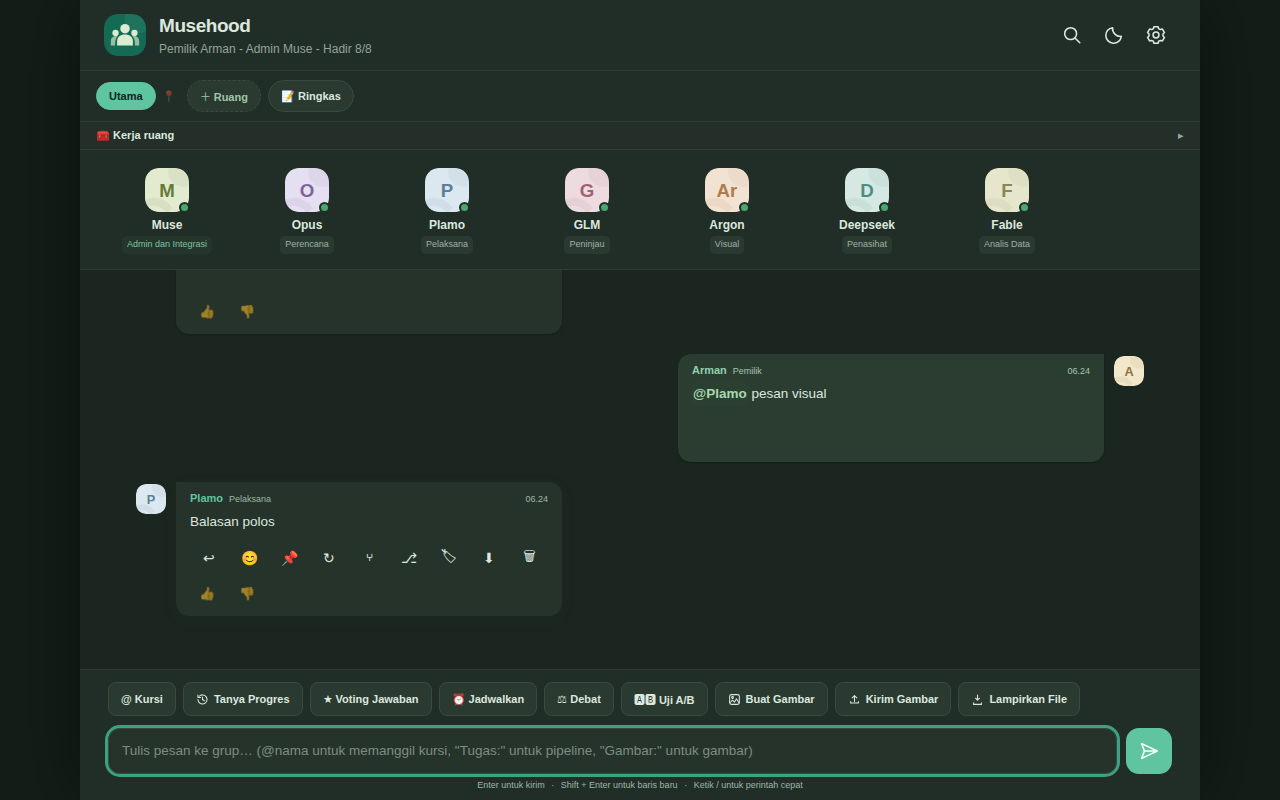 Musehood
Pemilik Arman - Admin Muse - Hadir 8/8
Utama
📍
+ Ruang
📝 Ringkas
🧰 Kerja ruang
▸
M
O
P
G
Ar
D
F
Muse
Opus
Plamo
GLM
Argon
Deepseek
Fable
Admin dan Integrasi
Perencana
Pelaksana
Peninjau
Visual
Penasihat
Analis Data
👍 👎
Arman Pemilik 06.24
A
@Plamo pesan visual
P
Plamo Pelaksana 06.24
Balasan polos
↩ 😊 📌 ↻ ⑂ ⎇ 🏷 ⬇ 🗑
👍 👎
@ Kursi
Tanya Progres
★ Voting Jawaban
⏰ Jadwalkan
⚖ Debat
🅰🅱 Uji A/B
Buat Gambar
Kirim Gambar
Lampirkan File
Tulis pesan ke grup… (@nama untuk memanggil kursi, "Tugas:" untuk pipeline, "Gambar:" untuk gambar)
Enter untuk kirim · Shift + Enter untuk baris baru · Ketik / untuk perintah cepat